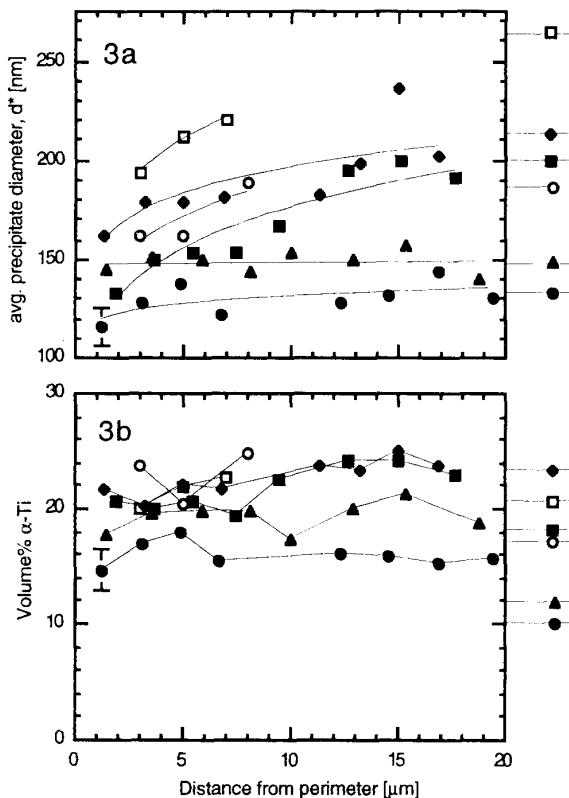 3a
avg. precipitate diameter, d* [nm]
250
200
150
100
3b
Volume% α-Ti
30
20
10
0
0 5 10 15 20
Distance from perimeter [μm]